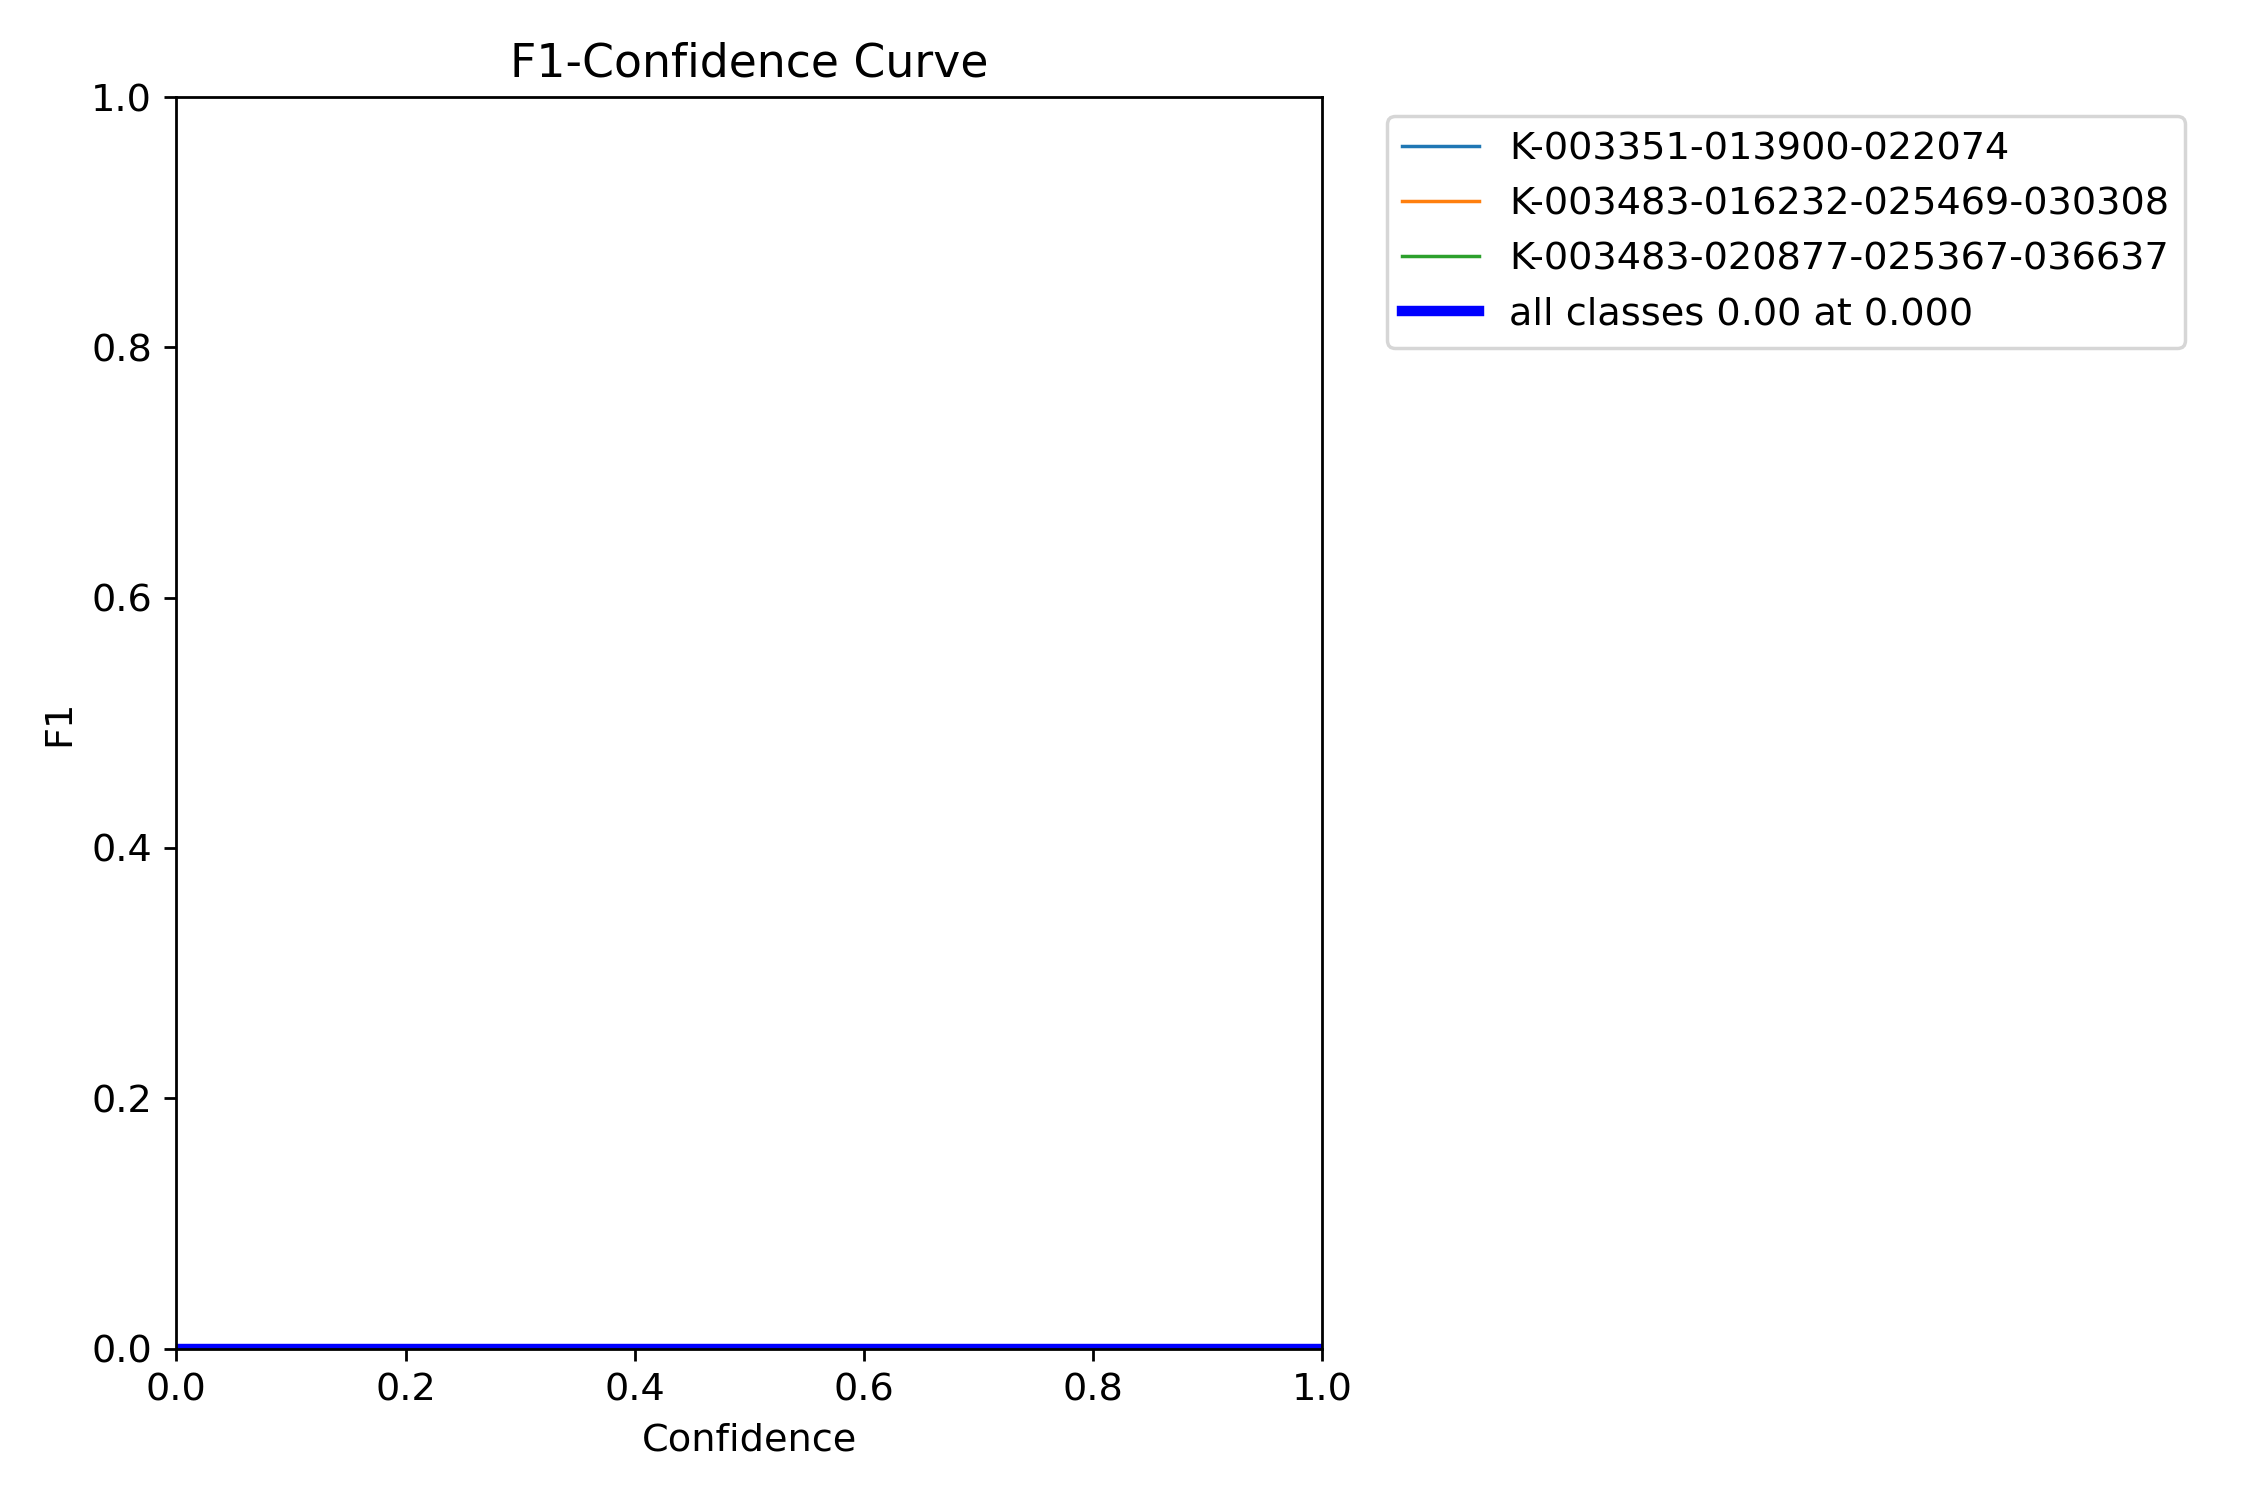 F1-Confidence Curve
1.0
0.8
0.6
0.4
0.2
0.0
F1
0.0 0.2 0.4 0.6 0.8 1.0
Confidence
K-003351-013900-022074
K-003483-016232-025469-030308
K-003483-020877-025367-036637
all classes 0.00 at 0.000